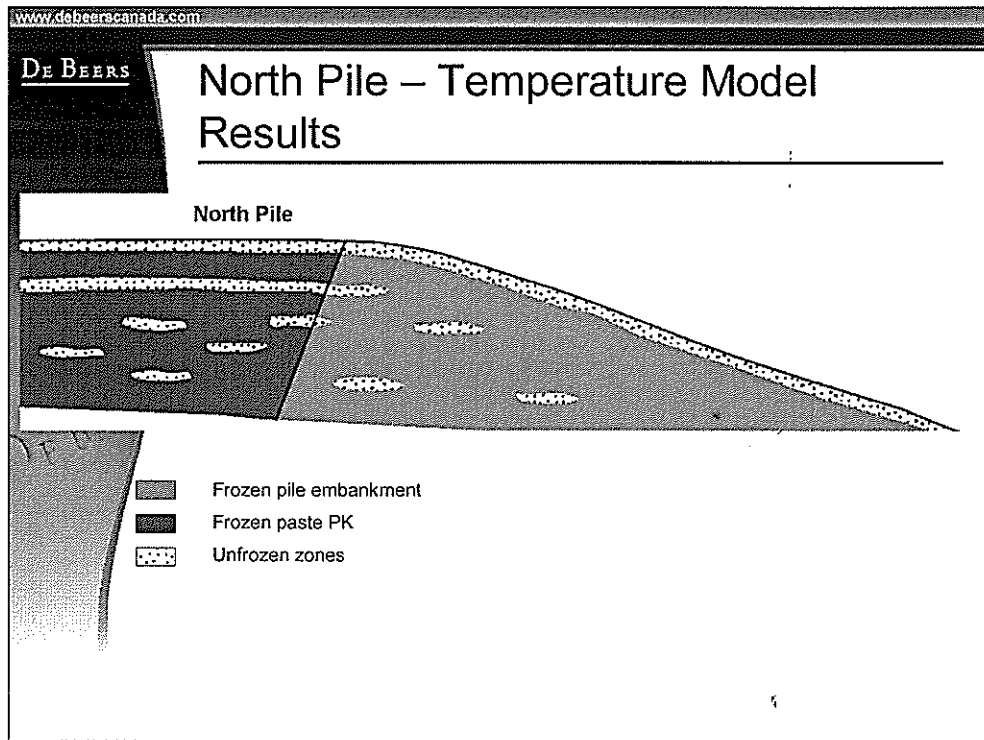 www.debeerscanada.com
DE BEERS
North Pile – Temperature Model
Results
North Pile
Frozen pile embankment
Frozen paste PK
Unfrozen zones